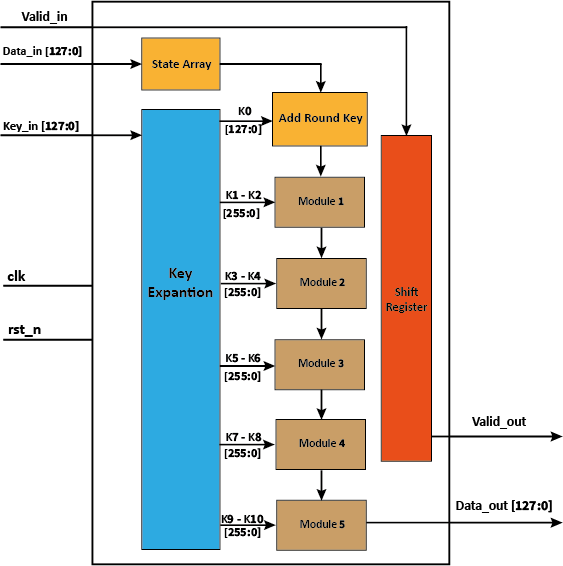 Valid_in
Data_in [127:0]
State Array
Key_in [127:0]
K0
[127:0]
Add Round Key
K1 - K2
[255:0]
Module 1
clk
Key
Expantion
K3 - K4
[255:0]
Module 2
Shift
Register
rst_n
K5 - K6
[255:0]
Module 3
K7 - K8
[255:0]
Module 4
Valid_out
K9 - K10
[255:0]
Module 5
Data_out [127:0]